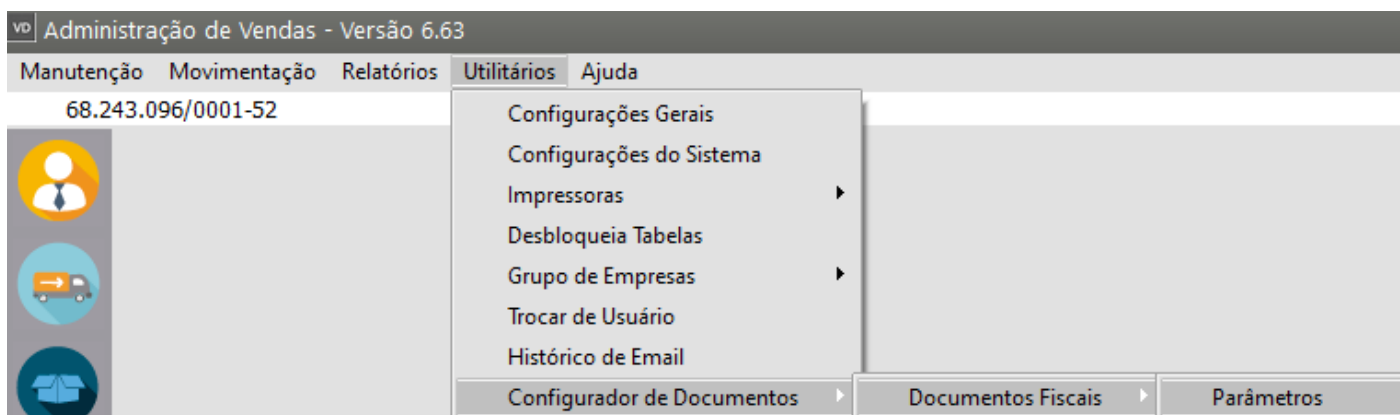 VD Administração de Vendas - Versão 6.63
Manutenção Movimentação Relatórios Utilitários Ajuda
68.243.096/0001-52
Configurações Gerais
Configurações do Sistema
Impressoras
Desbloqueia Tabelas
Grupo de Empresas
Trocar de Usuário
Histórico de Email
Configurador de Documentos Documentos Fiscais Parâmetros